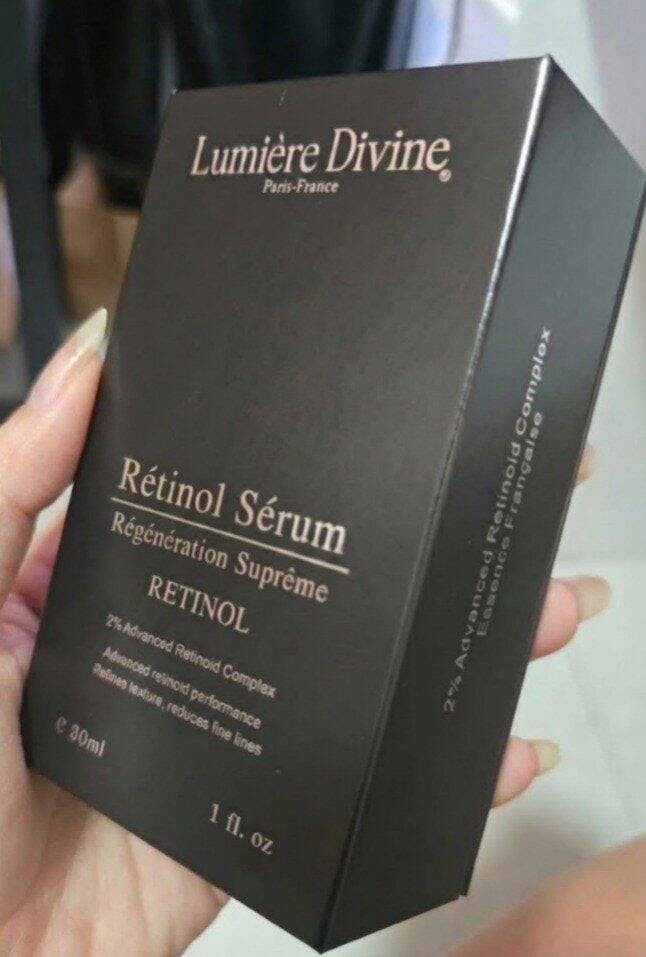 Lumière Divine®
Paris-France
Rétinol Sérum
Régénération Suprême
RETINOL
2% Advanced Retinoid Complex
Advanced retinoid performance
Refines texture, reduces fine lines
e 30ml
1 fl. oz
2% Advanced Retinoid Complex
Essence Française